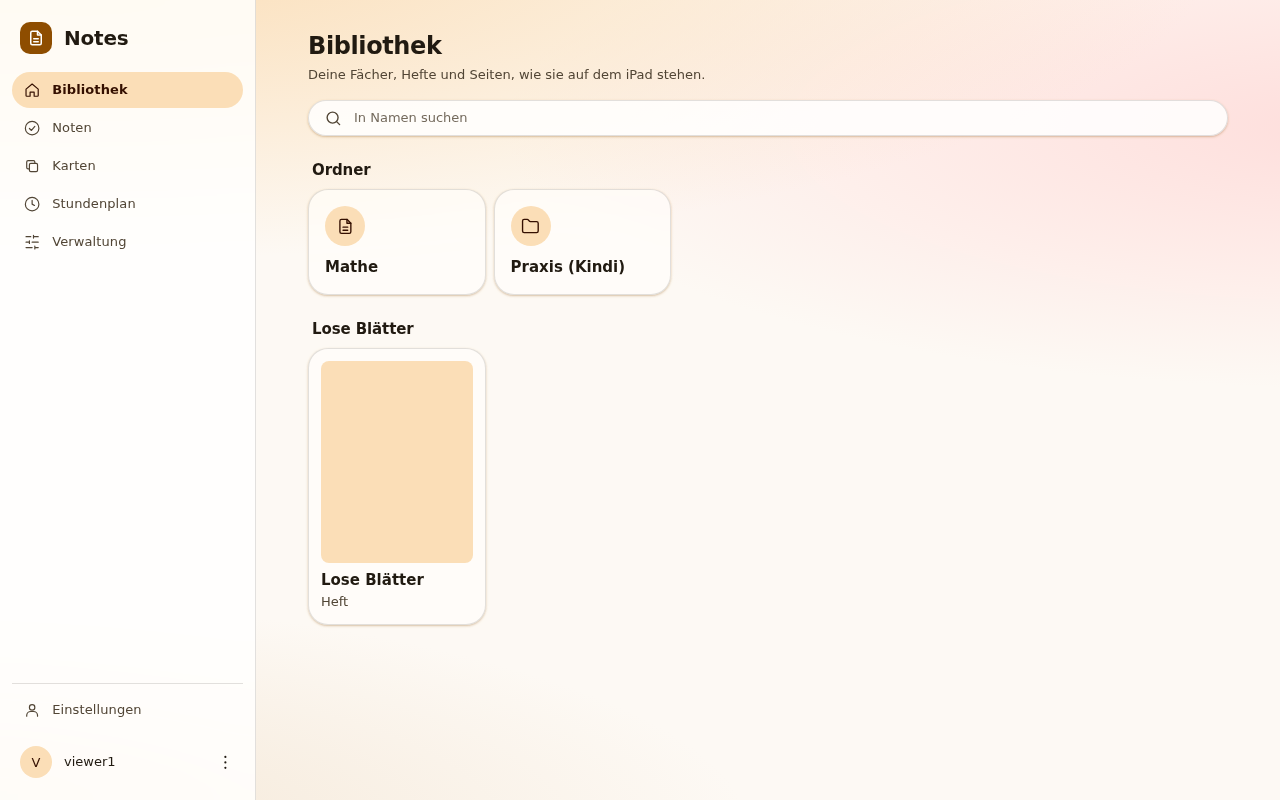 Notes
Bibliothek
Noten
Karten
Stundenplan
Verwaltung
Einstellungen
V
viewer1
Bibliothek
Deine Fächer, Hefte und Seiten, wie sie auf dem iPad stehen.
In Namen suchen
Ordner
Mathe
Praxis (Kindi)
Lose Blätter
Lose Blätter
Heft